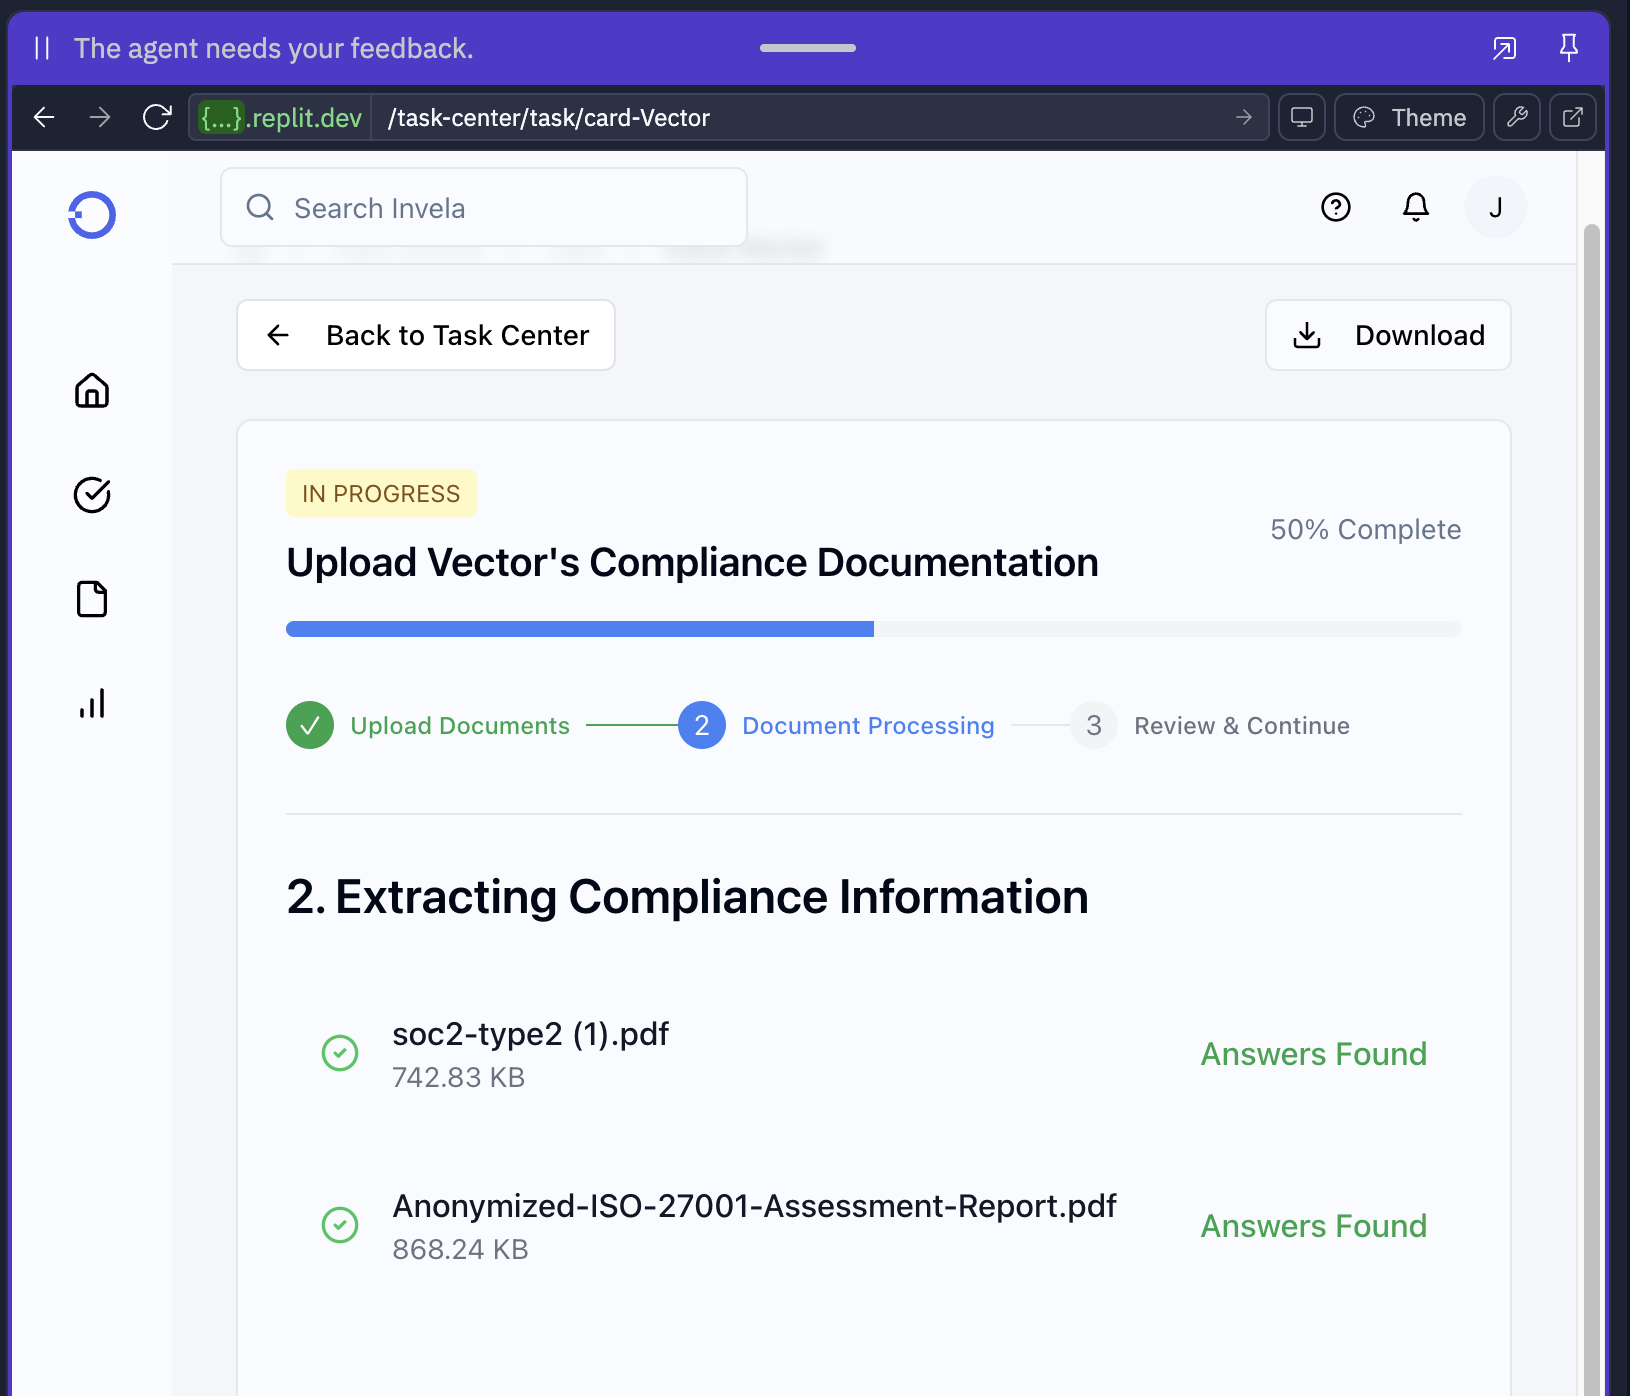 The agent needs your feedback.
{...}.replit.dev /task-center/task/card-Vector Theme
Search Invela
J
Back to Task Center
Download
IN PROGRESS
50% Complete
Upload Vector's Compliance Documentation
Upload Documents 2 Document Processing 3 Review & Continue
2. Extracting Compliance Information
soc2-type2 (1).pdf
742.83 KB
Answers Found
Anonymized-ISO-27001-Assessment-Report.pdf
868.24 KB
Answers Found